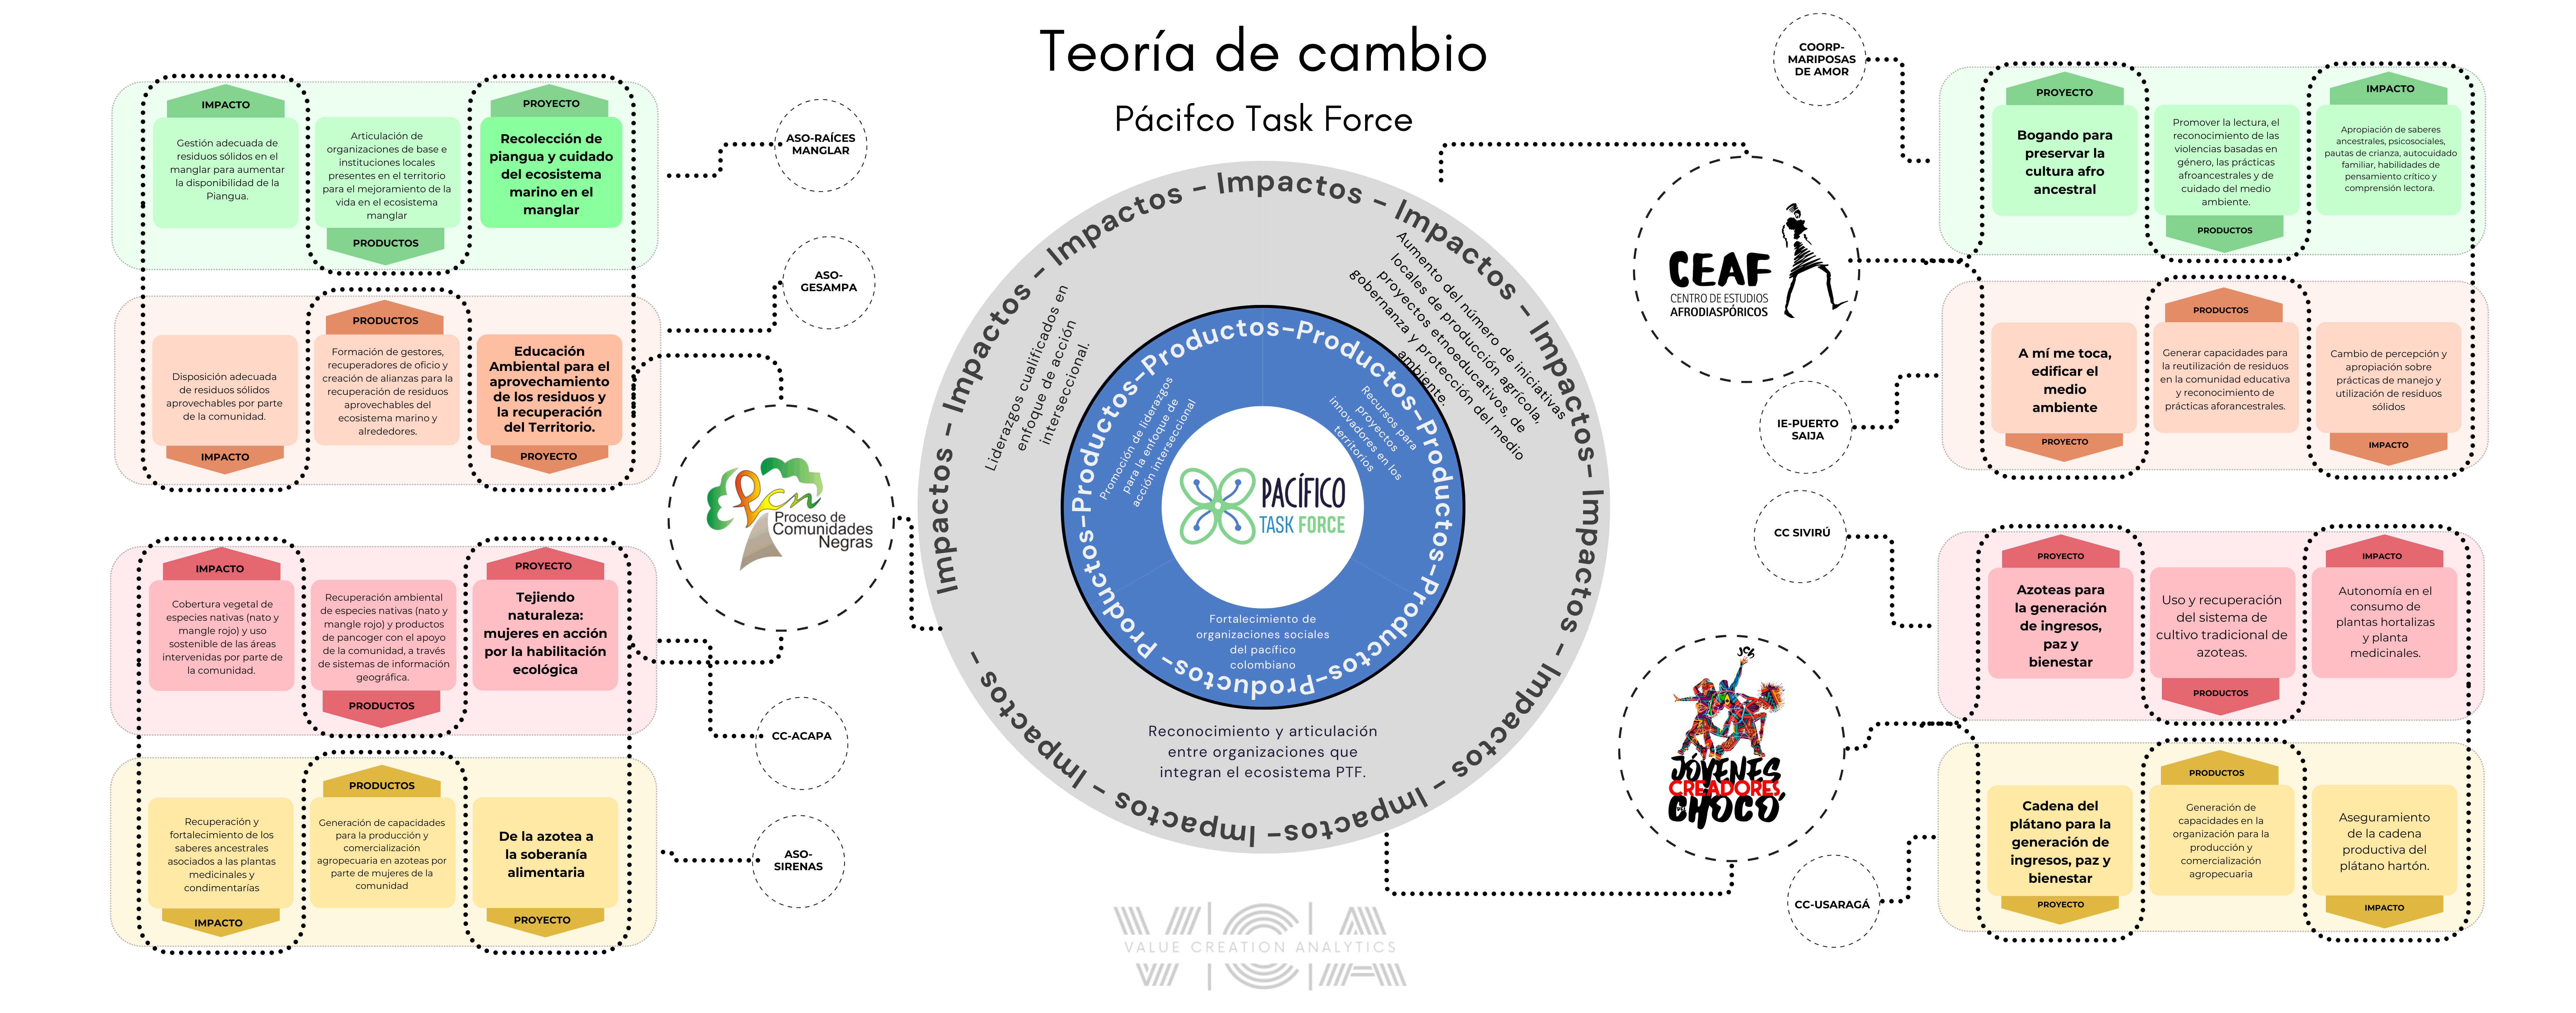 Teoría de cambio
Pácifco Task Force
IMPACTO
Gestión adecuada de
residuos sólidos en el
manglar para aumentar
la disponibilidad de la
Piangua.
Articulación de
organizaciones de base e
instituciones locales
presentes en el territorio
para el mejoramiento de la
vida en el ecosistema
manglar
PRODUCTOS
PROYECTO
Recolección de
piangua y cuidado
del ecosistema
marino en el
manglar
ASO-RAÍCES
MANGLAR
Disposición adecuada
de residuos sólidos
aprovechables por parte
de la comunidad.
IMPACTO
PRODUCTOS
Formación de gestores,
recuperadores de oficio y
creación de alianzas para la
recuperación de residuos
aprovechables del
ecosistema marino y
alrededores.
Educación
Ambiental para el
aprovechamiento
de los residuos y
la recuperación
del Territorio.
PROYECTO
ASO-
GESAMPA
Pcn
Proceso de
Comunidades
Negras
IMPACTO
Cobertura vegetal de
especies nativas (nato y
mangle rojo) y uso
sostenible de las áreas
intervenidas por parte de
la comunidad.
Recuperación ambiental
de especies nativas (nato y
mangle rojo) y productos
de pancoger con el apoyo
de la comunidad, a través
de sistemas de información
geográfica.
PRODUCTOS
PROYECTO
Tejiendo
naturaleza:
mujeres en acción
por la habilitación
ecológica
CC-ACAPA
Recuperación y
fortalecimiento de los
saberes ancestrales
asociados a las plantas
medicinales y
condimentarías
IMPACTO
PRODUCTOS
Generación de capacidades
para la producción y
comercialización
agropecuaria en azoteas por
parte de mujeres de la
comunidad
De la azotea a
la soberanía
alimentaria
PROYECTO
ASO-
SIRENAS
Impactos - Impactos - Impactos - Impactos - Impactos - Impactos - Impactos- Impactos - Impactos - Impactos - Impactos- Impactos - Impactos - Impactos -
Liderazgos cualificados en
enfoque de acción
interseccional.
Aumento del número de iniciativas
locales de producción agrícola,
proyectos etnoeducativos, de
gobernanza y protección del medio
ambiente.
Reconocimiento y articulación
entre organizaciones que
integran el ecosistema PTF.
Productos-Productos-Productos-Productos-Productos-Productos-Productos-Productos-Productos-Productos-
Promoción de liderazgos
para la enfoque de
acción interseccional
Recursos para
proyectos
innovadores en los
territorios
Fortalecimiento de
organizaciones sociales
del pacífico
colombiano
PACÍFICO
TASK FORCE
VCA
VALUE CREATION ANALYTICS
COORP-
MARIPOSAS
DE AMOR
CEAF
CENTRO DE ESTUDIOS
AFRODIASPÓRICOS
PROYECTO
Bogando para
preservar la
cultura afro
ancestral
Promover la lectura, el
reconocimiento de las
violencias basadas en
género, las prácticas
afroancestrales y de
cuidado del medio
ambiente.
PRODUCTOS
IMPACTO
Apropiación de saberes
ancestrales, psicosociales,
pautas de crianza, autocuidado
familiar, habilidades de
pensamiento crítico y
comprensión lectora.
IE-PUERTO
SAIJA
A mí me toca,
edificar el
medio
ambiente
PROYECTO
PRODUCTOS
Generar capacidades para
la reutilización de residuos
en la comunidad educativa
y reconocimiento de
prácticas aforancestrales.
Cambio de percepción y
apropiación sobre
prácticas de manejo y
utilización de residuos
sólidos
IMPACTO
CC SIVIRÚ
JCh
JÓVENES
CREADORES
CHOCÓ
PROYECTO
Azoteas para
la generación
de ingresos,
paz y
bienestar
Uso y recuperación
del sistema de
cultivo tradicional de
azoteas.
PRODUCTOS
IMPACTO
Autonomía en el
consumo de
plantas hortalizas
y planta
medicinales.
CC-USARAGÁ
Cadena del
plátano para la
generación de
ingresos, paz y
bienestar
PROYECTO
PRODUCTOS
Generación de
capacidades en la
organización para la
producción y
comercialización
agropecuaria
Aseguramiento
de la cadena
productiva del
plátano hartón.
IMPACTO